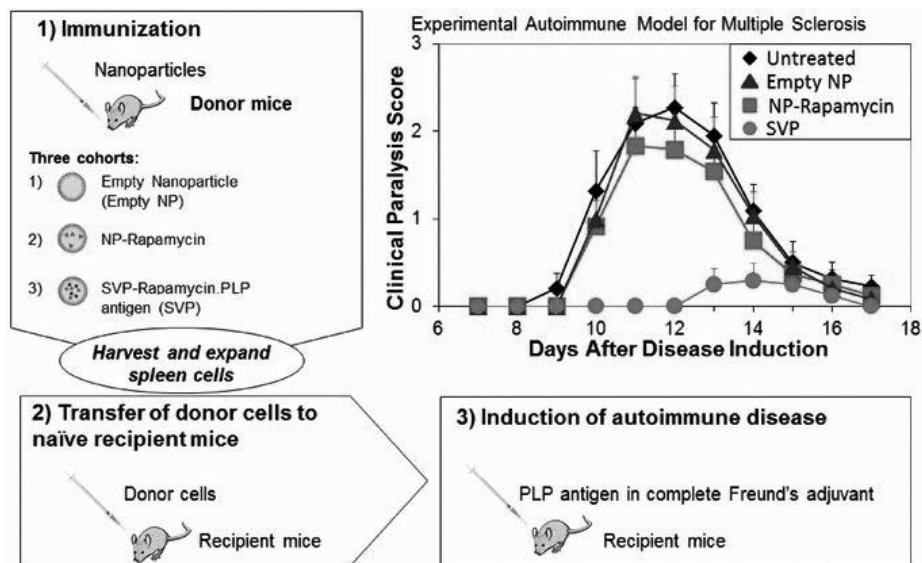 1) Immunization
Nanoparticles
Donor mice
Three cohorts:
1) Empty Nanoparticle
(Empty NP)
2) NP-Rapamycin
3) SVP-Rapamycin.PLP
antigen (SVP)
Harvest and expand
spleen cells
Experimental Autoimmune Model for Multiple Sclerosis
Clinical Paralysis Score
3
2
1
0
Untreated
Empty NP
NP-Rapamycin
SVP
6 8 10 12 14 16 18
Days After Disease Induction
2) Transfer of donor cells to
naïve recipient mice
Donor cells
Recipient mice
3) Induction of autoimmune disease
PLP antigen in complete Freund's adjuvant
Recipient mice